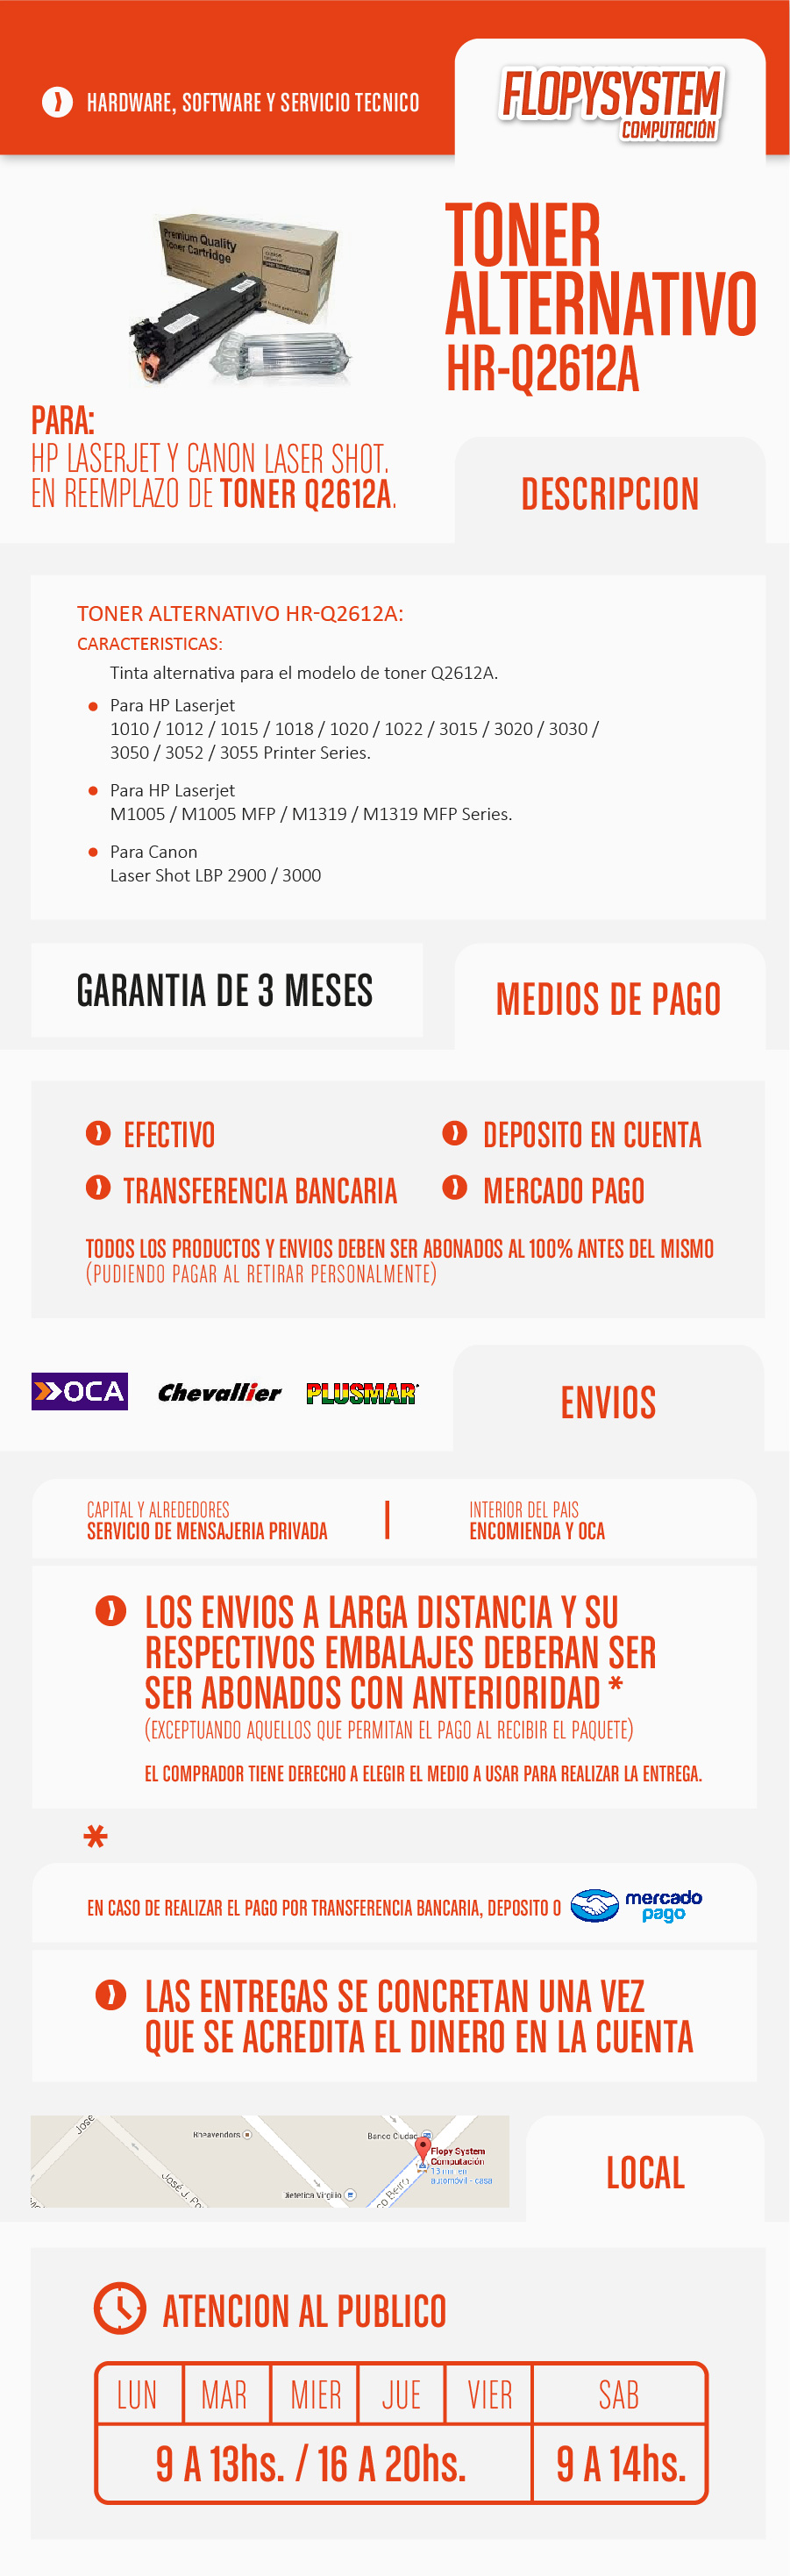 HARDWARE, SOFTWARE Y SERVICIO TECNICO
FLOPYSYSTEM
COMPUTACIÓN
Premium Quality
Toner Cartridge
TONER
ALTERNATIVO
HR-Q2612A
PARA:
HP LASERJET Y CANON LASER SHOT.
EN REEMPLAZO DE TONER Q2612A.
DESCRIPCION
TONER ALTERNATIVO HR-Q2612A:
CARACTERISTICAS:
Tinta alternativa para el modelo de toner Q2612A.
Para HP Laserjet
1010 / 1012 / 1015 / 1018 / 1020 / 1022 / 3015 / 3020 / 3030 /
3050 / 3052 / 3055 Printer Series.
Para HP Laserjet
M1005 / M1005 MFP / M1319 / M1319 MFP Series.
Para Canon
Laser Shot LBP 2900 / 3000
GARANTIA DE 3 MESES
MEDIOS DE PAGO
EFECTIVO
DEPOSITO EN CUENTA
TRANSFERENCIA BANCARIA
MERCADO PAGO
TODOS LOS PRODUCTOS Y ENVIOS DEBEN SER ABONADOS AL 100% ANTES DEL MISMO
(PUDIENDO PAGAR AL RETIRAR PERSONALMENTE)
OCA
Chevallier
PLUSMAR
ENVIOS
CAPITAL Y ALREDEDORES
SERVICIO DE MENSAJERIA PRIVADA
INTERIOR DEL PAIS
ENCOMIENDA Y OCA
LOS ENVIOS A LARGA DISTANCIA Y SU
RESPECTIVOS EMBALAJES DEBERAN SER
SER ABONADOS CON ANTERIORIDAD *
(EXCEPTUANDO AQUELLOS QUE PERMITAN EL PAGO AL RECIBIR EL PAQUETE)
EL COMPRADOR TIENE DERECHO A ELEGIR EL MEDIO A USAR PARA REALIZAR LA ENTREGA.
*
EN CASO DE REALIZAR EL PAGO POR TRANSFERENCIA BANCARIA, DEPOSITO O
mercado
pago
LAS ENTREGAS SE CONCRETAN UNA VEZ
QUE SE ACREDITA EL DINERO EN LA CUENTA
Jose
Banco Ciudad
Flopy System
Computación
13 min en
automóvil - casa
José J.
Dietetica Virgilio
LOCAL
ATENCION AL PUBLICO
LUN MAR MIER JUE VIER SAB
9 A 13hs. / 16 A 20hs. 9 A 14hs.